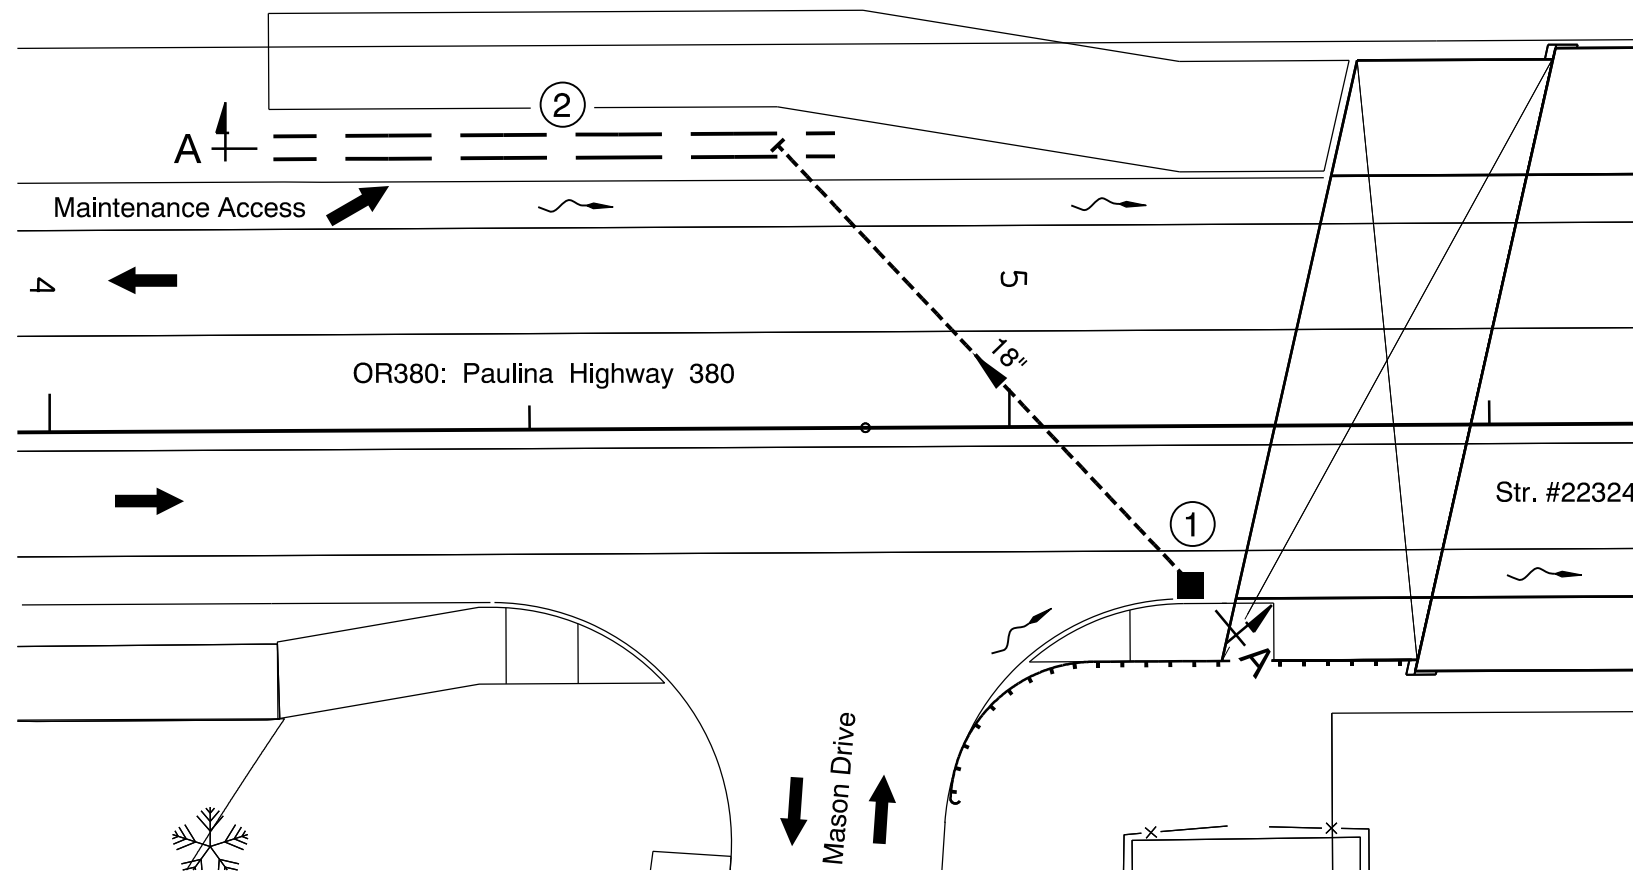 2
A
Maintenance Access
4
5
18"
OR380: Paulina Highway 380
Str. #22324
1
A
Mason Drive